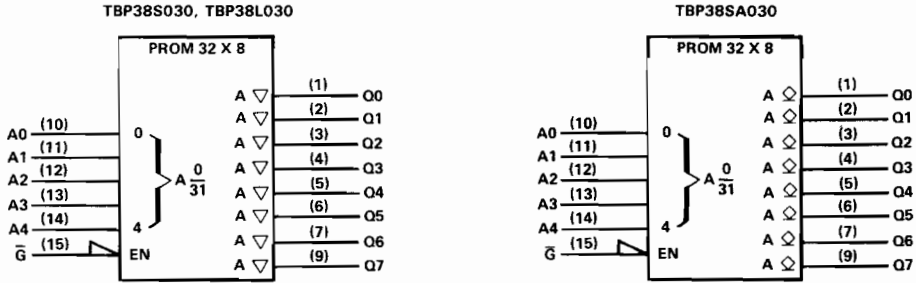 TBP38S030, TBP38L030
PROM 32 X 8
A ▽ (1) Q0
A ▽ (2) Q1
A0 (10) 0 A ▽ (3) Q2
A1 (11) A ▽ (4) Q3
A2 (12) A 0/31 A ▽ (5) Q4
A3 (13) A ▽ (6) Q5
A4 (14) 4 A ▽ (7) Q6
G̅ (15) EN A ▽ (9) Q7
TBP38SA030
PROM 32 X 8
A ◇ (1) Q0
A ◇ (2) Q1
A0 (10) 0 A ◇ (3) Q2
A1 (11) A ◇ (4) Q3
A2 (12) A 0/31 A ◇ (5) Q4
A3 (13) A ◇ (6) Q5
A4 (14) 4 A ◇ (7) Q6
G̅ (15) EN A ◇ (9) Q7